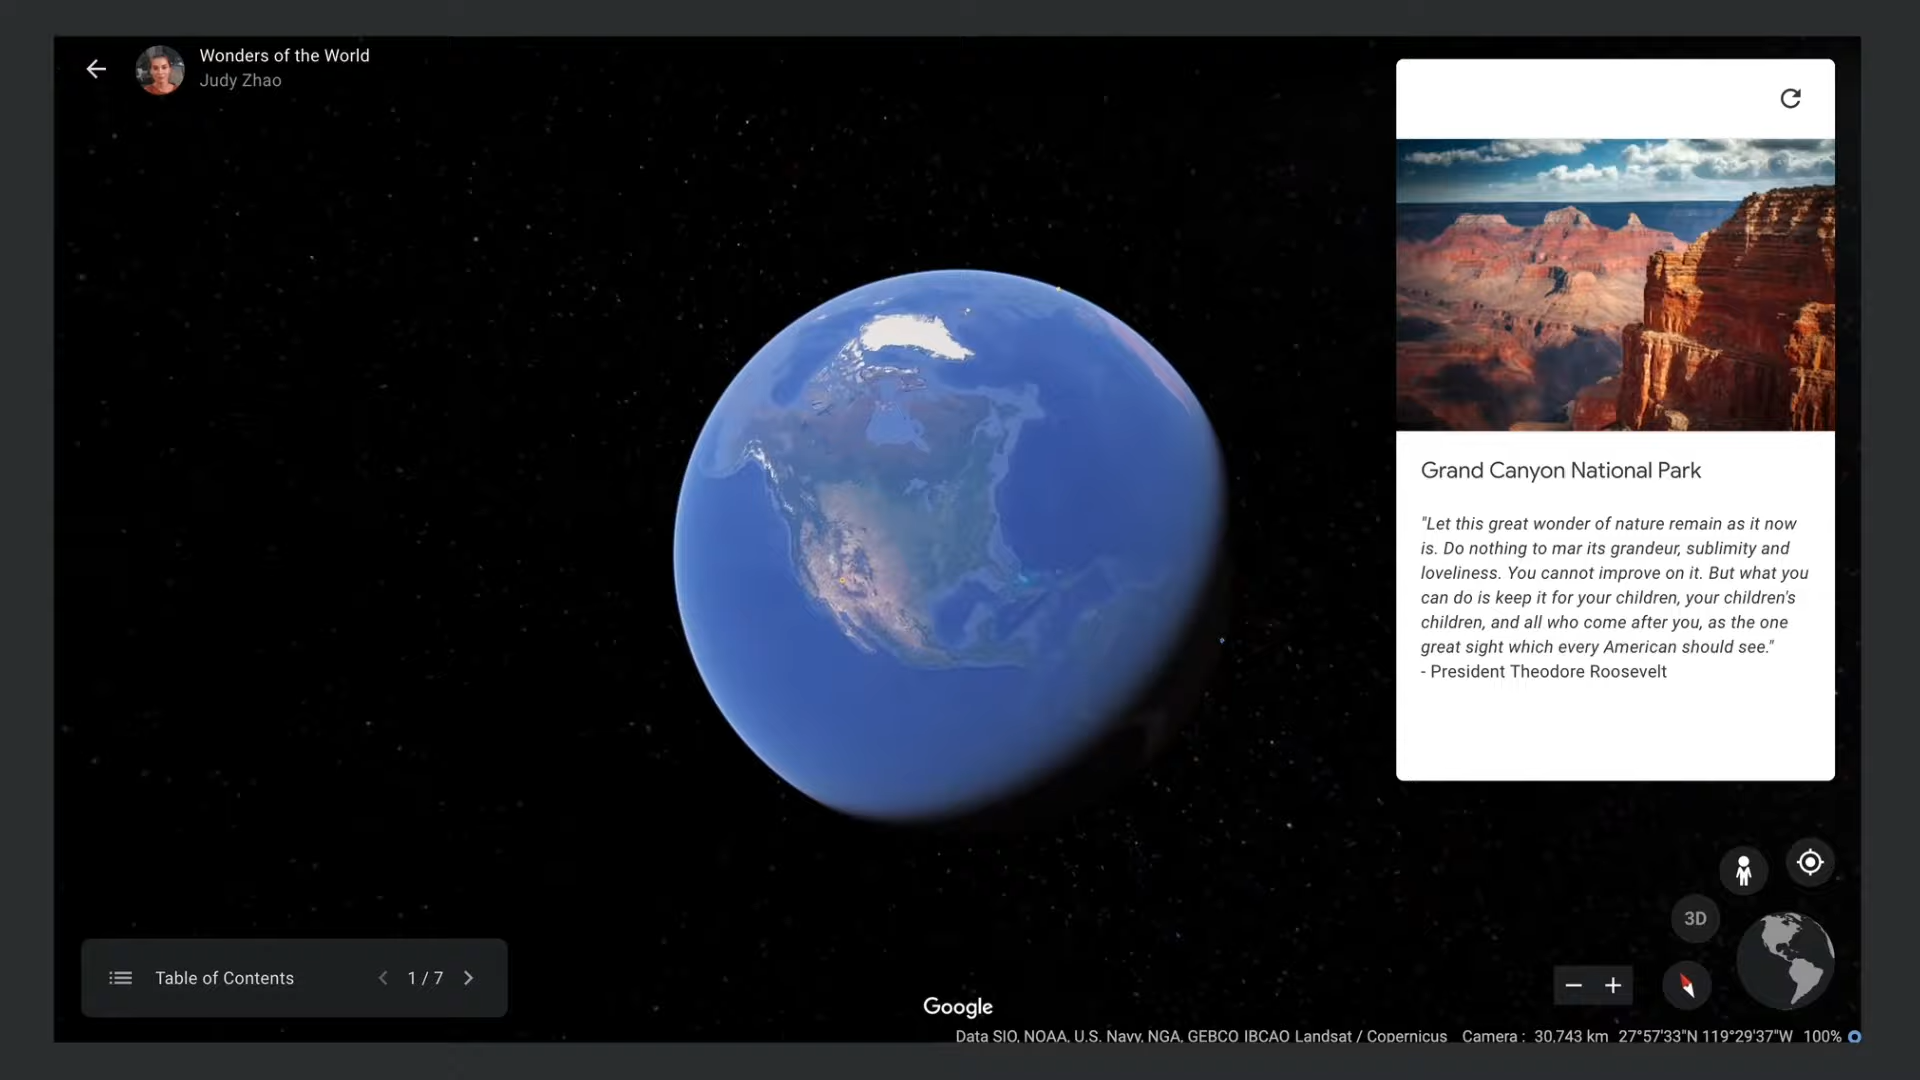 Wonders of the World
Judy Zhao
Grand Canyon National Park
"Let this great wonder of nature remain as it now
is. Do nothing to mar its grandeur, sublimity and
loveliness. You cannot improve on it. But what you
can do is keep it for your children, your children's
children, and all who come after you, as the one
great sight which every American should see."
- President Theodore Roosevelt
3D
Table of Contents
1 / 7
Google
Data SIO, NOAA, U.S. Navy, NGA, GEBCO IBCAO Landsat / Copernicus Camera : 30,743 km 27°57'33"N 119°29'37"W 100%